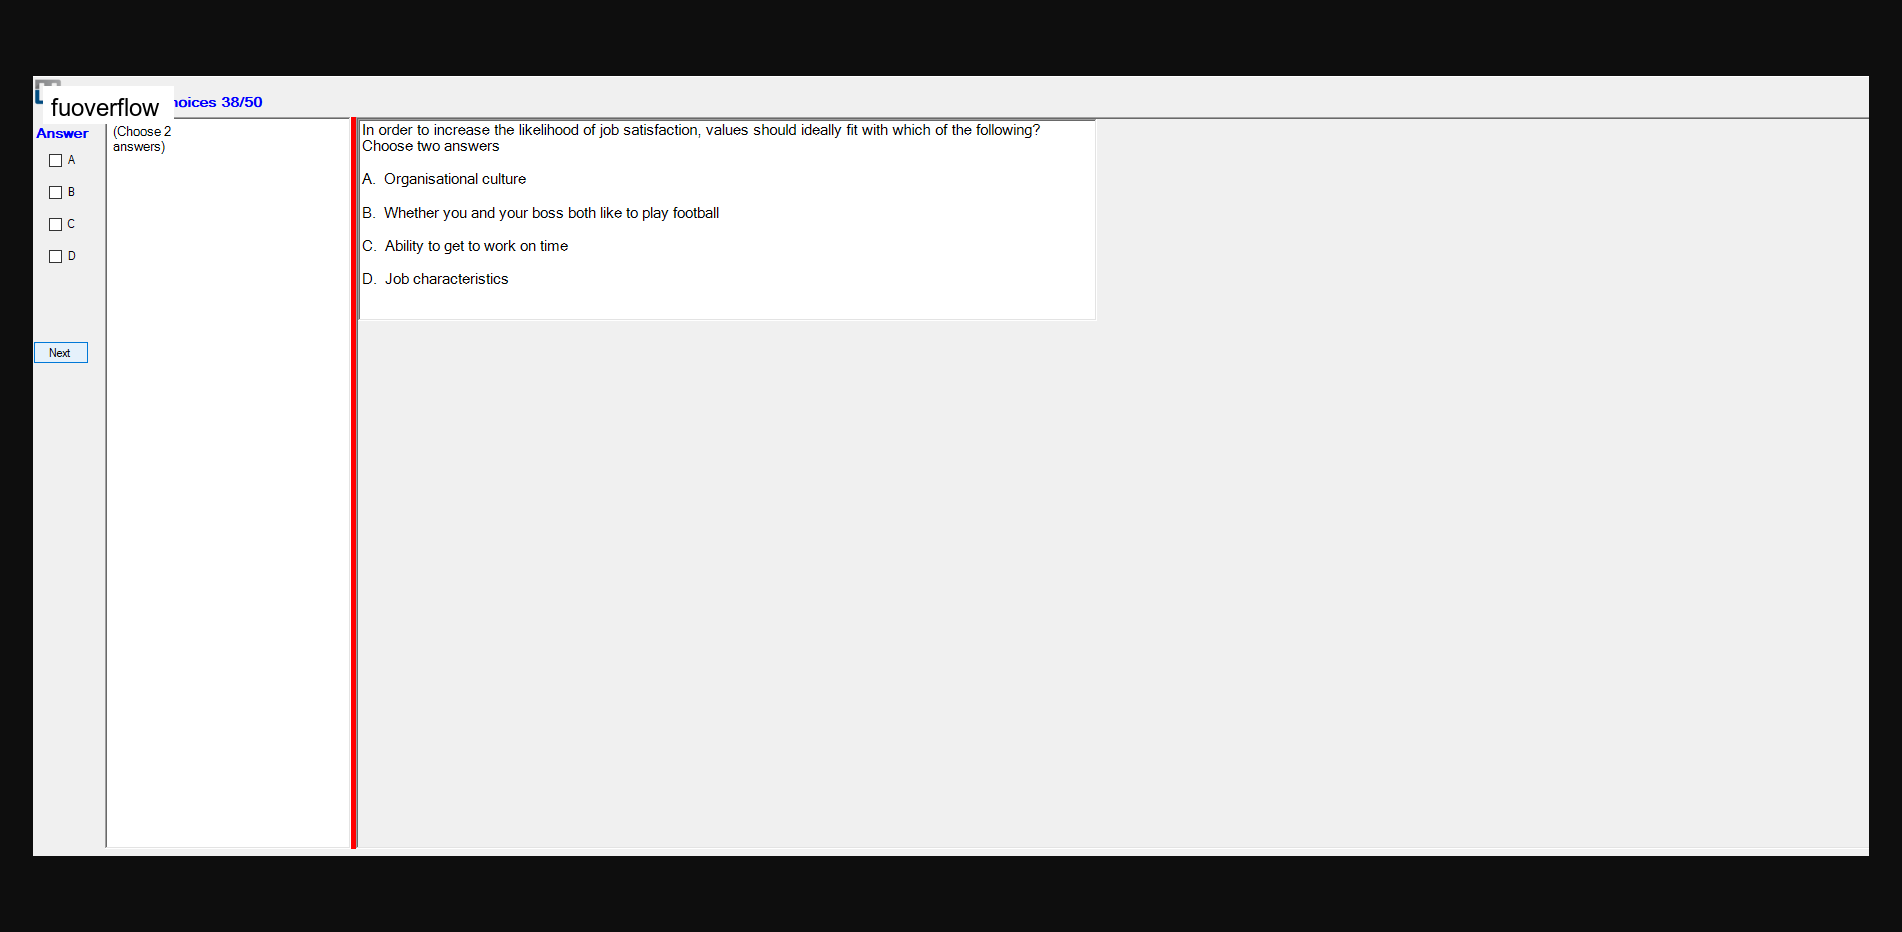 fuoverflow
hoices 38/50
Answer
(Choose 2
answers)
A
B
C
D
Next
In order to increase the likelihood of job satisfaction, values should ideally fit with which of the following?
Choose two answers
A. Organisational culture
B. Whether you and your boss both like to play football
C. Ability to get to work on time
D. Job characteristics